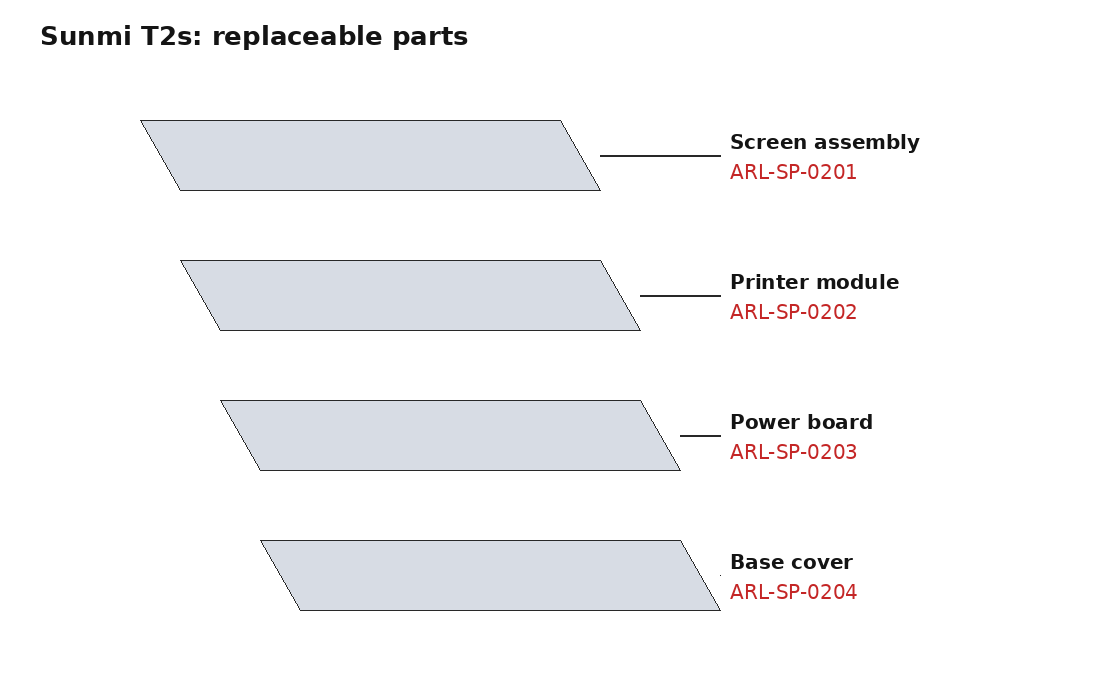 Sunmi T2s: replaceable parts
Screen assembly
ARL-SP-0201
Printer module
ARL-SP-0202
Power board
ARL-SP-0203
Base cover
ARL-SP-0204